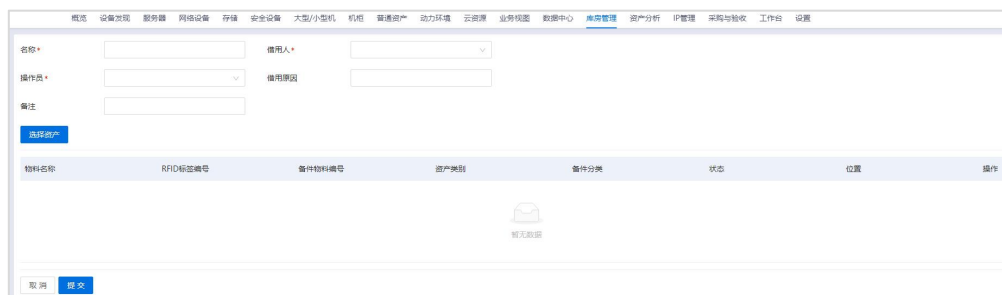 概览 设备发现 服务器 网络设备 存储 安全设备 大型/小型机 机柜 普通资产 动力环境 云资源 业务视图 数据中心 库房管理 资产分析 IP管理 采购与验收 工作台 设置
名称* 借用人*
操作员* 借用原因
备注
选择资产
物料名称 RFID标签编号 备件物料编号 资产类别 备件分类 状态 位置 操作
暂无数据
取消 提交